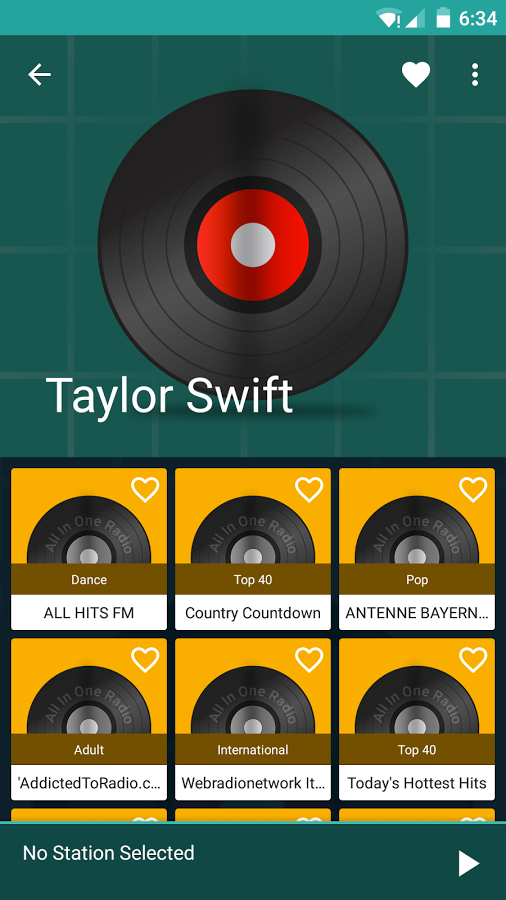 6:34
Taylor Swift
All In One Radio
All In One Radio
All In One Radio
Dance
Top 40
Pop
ALL HITS FM
Country Countdown
ANTENNE BAYERN...
All In One Radio
All In One Radio
All In One Radio
Adult
International
Top 40
'AddictedToRadio.c...
Webradionetwork It...
Today's Hottest Hits
No Station Selected